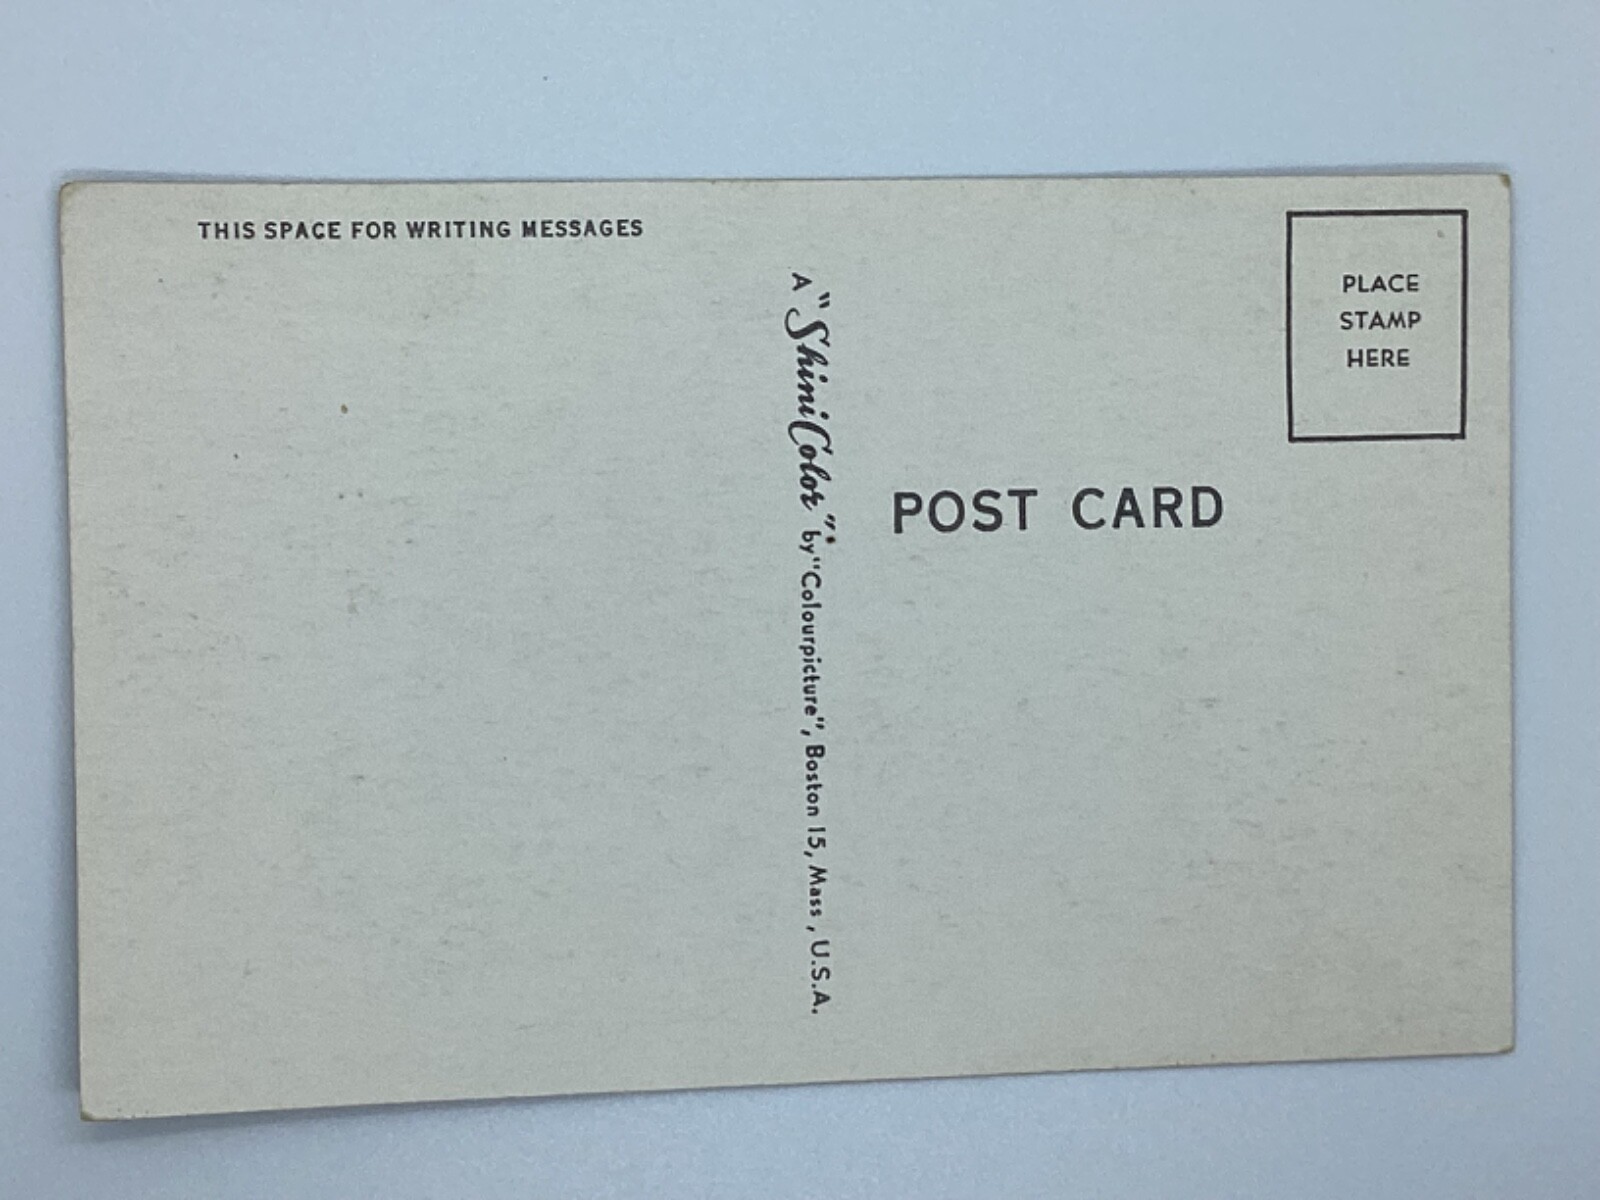 THIS SPACE FOR WRITING MESSAGES
A "ShiniColor" by "Colourpicture", Boston 15, Mass, U.S.A.
PLACE
STAMP
HERE
POST CARD